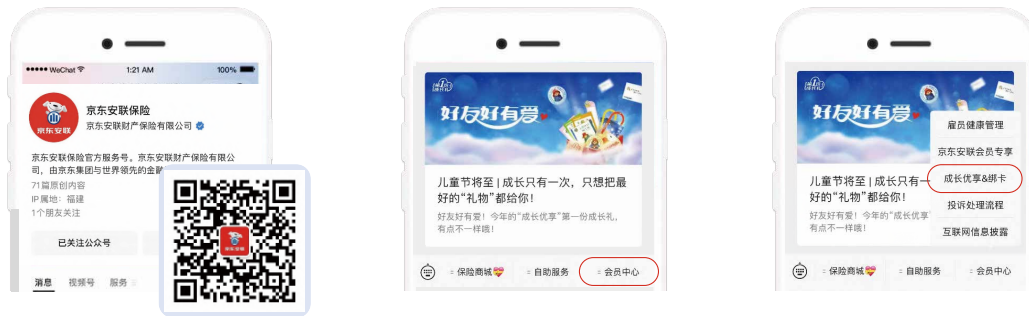 WeChat
1:21 AM
100%
京东安联
京东安联保险
京东安联财产保险有限公司
京东安联保险官方服务号，京东安联财产保险有限公
司，由京东集团与世界领先的金融
71篇原创内容
IP属地：福建
1个朋友关注
已关注公众号
消息
视频号
服务
京东安联
好友好有爱
儿童节将至 | 成长只有一次，只想把最
好的“礼物”都给你！
好友好有爱！今年的“成长优享”第一份成长礼，
有点不一样哦！
保险商城
自助服务
会员中心
好友好有爱
雇员健康管理
京东安联会员专享
成长优享&绑卡
投诉处理流程
互联网信息披露
儿童节将至 | 成长只有一
好的“礼物”都给你！
好友好有爱！今年的“成长优享”
有点不一样哦！
保险商城
自助服务
会员中心